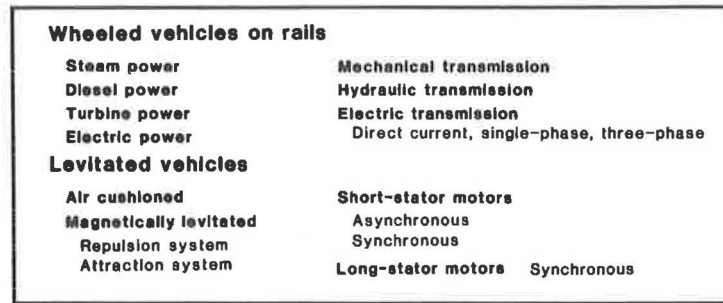 Wheeled vehicles on rails
Steam power Mechanical transmission
Diesel power Hydraulic transmission
Turbine power Electric transmission
Electric power Direct current, single-phase, three-phase
Levitated vehicles
Air cushioned Short-stator motors
Magnetically levitated Asynchronous
Repulsion system Synchronous
Attraction system Long-stator motors Synchronous